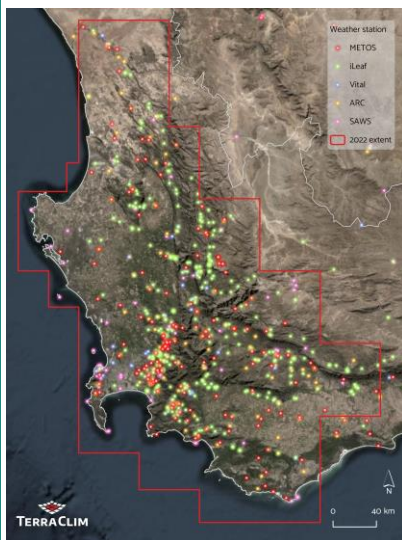 Weather station
METOS
iLeaf
Vital
ARC
SAWS
2022 extent
N
0 40 km
TERRACLIM